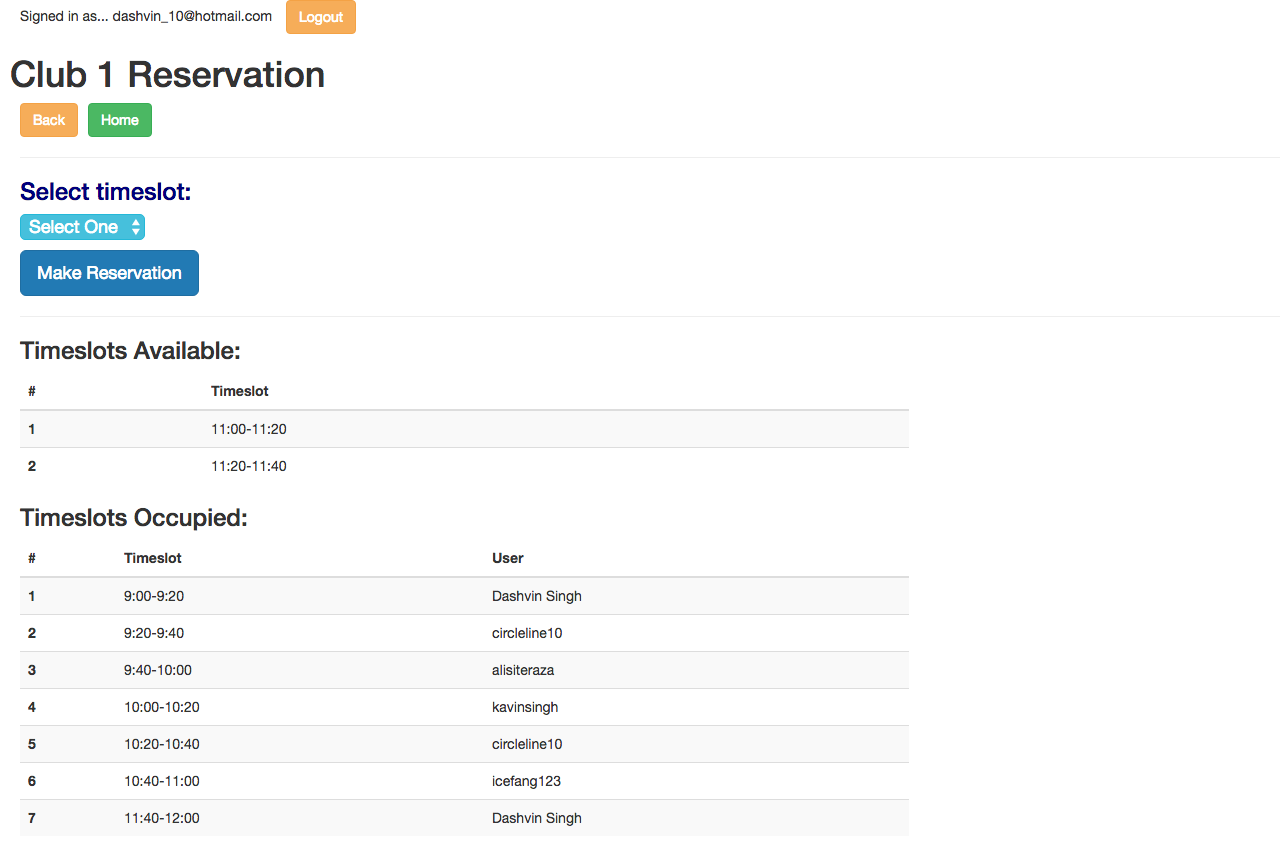 Signed in as... dashvin_10@hotmail.com Logout
Club 1 Reservation
Back Home
Select timeslot:
Select One
Make Reservation
Timeslots Available:
# Timeslot
1 11:00-11:20
2 11:20-11:40
Timeslots Occupied:
# Timeslot User
1 9:00-9:20 Dashvin Singh
2 9:20-9:40 circleline10
3 9:40-10:00 alisiteraza
4 10:00-10:20 kavinsingh
5 10:20-10:40 circleline10
6 10:40-11:00 icefang123
7 11:40-12:00 Dashvin Singh